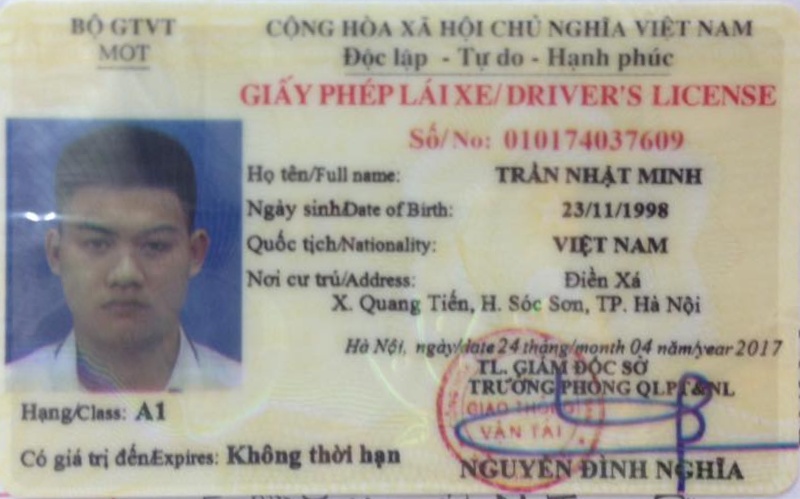 BỘ GTVT
MOT
CỘNG HÒA XÃ HỘI CHỦ NGHĨA VIỆT NAM
Độc lập - Tự do - Hạnh phúc
GIẤY PHÉP LÁI XE/ DRIVER'S LICENSE
Số/No: 010174037609
Họ tên/Full name: TRẦN NHẬT MINH
Ngày sinh/Date of Birth: 23/11/1998
Quốc tịch/Nationality: VIỆT NAM
Nơi cư trú/Address: Điền Xá
X. Quang Tiến, H. Sóc Sơn, TP. Hà Nội
Hà Nội, ngày/date 24 tháng/month 04 năm/year 2017
TL. GIÁM ĐỐC SỞ
TRƯỞNG PHÒNG QLPT&NL
GIAO THÔNG
VẬN TẢI
NGUYỄN ĐÌNH NGHĨA
Hạng/Class: A1
Có giá trị đến/Expires: Không thời hạn